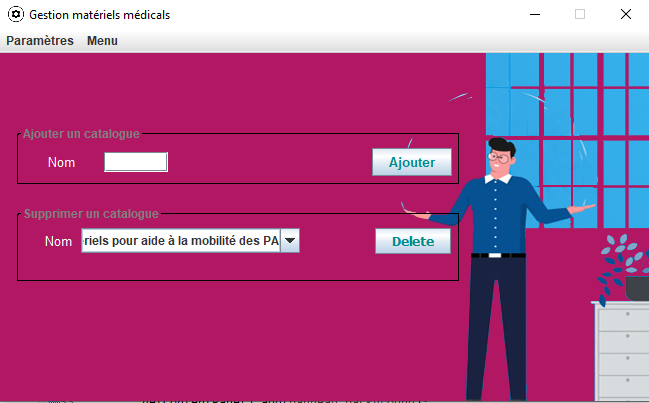 Gestion matériels médicals
Paramètres Menu
Ajouter un catalogue
Nom Ajouter
Supprimer un catalogue
Nom riels pour aide à la mobilité des PA Delete